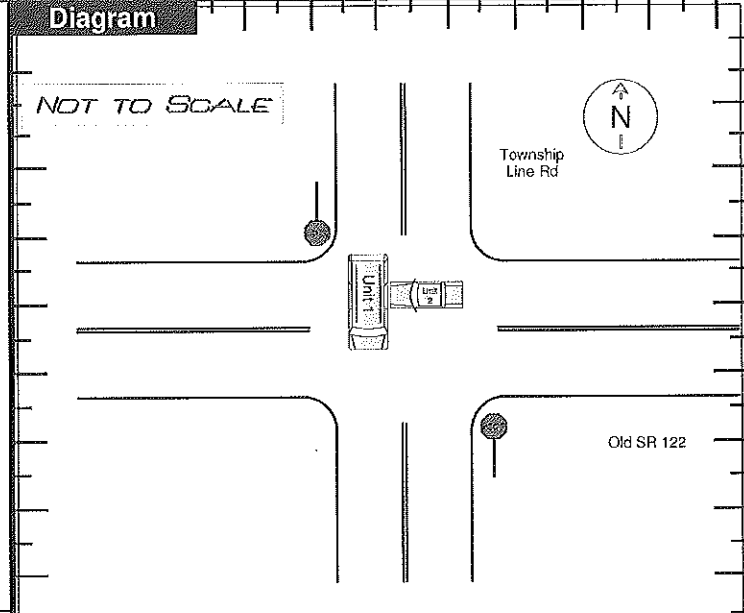 Diagram
NOT TO SCALE
N
Township
Line Rd
Unit 1
Unit
2
Old SR 122